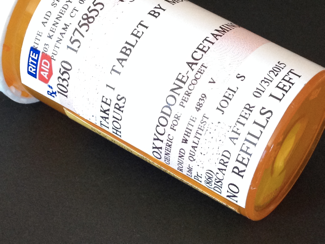 RITE AID
RITE AID ST
KENNEDY
PUTNAM, CT 0
Rx
10350 1575855
TAKE 1 TABLET BY
HOURS
OXYCODONE-ACETAMIN
GENERIC FOR: PERCOCET
ROUND WHITE 4839 V
QUALITEST
JOEL S
DISCARD AFTER 01/31/2015
NO REFILLS LEFT